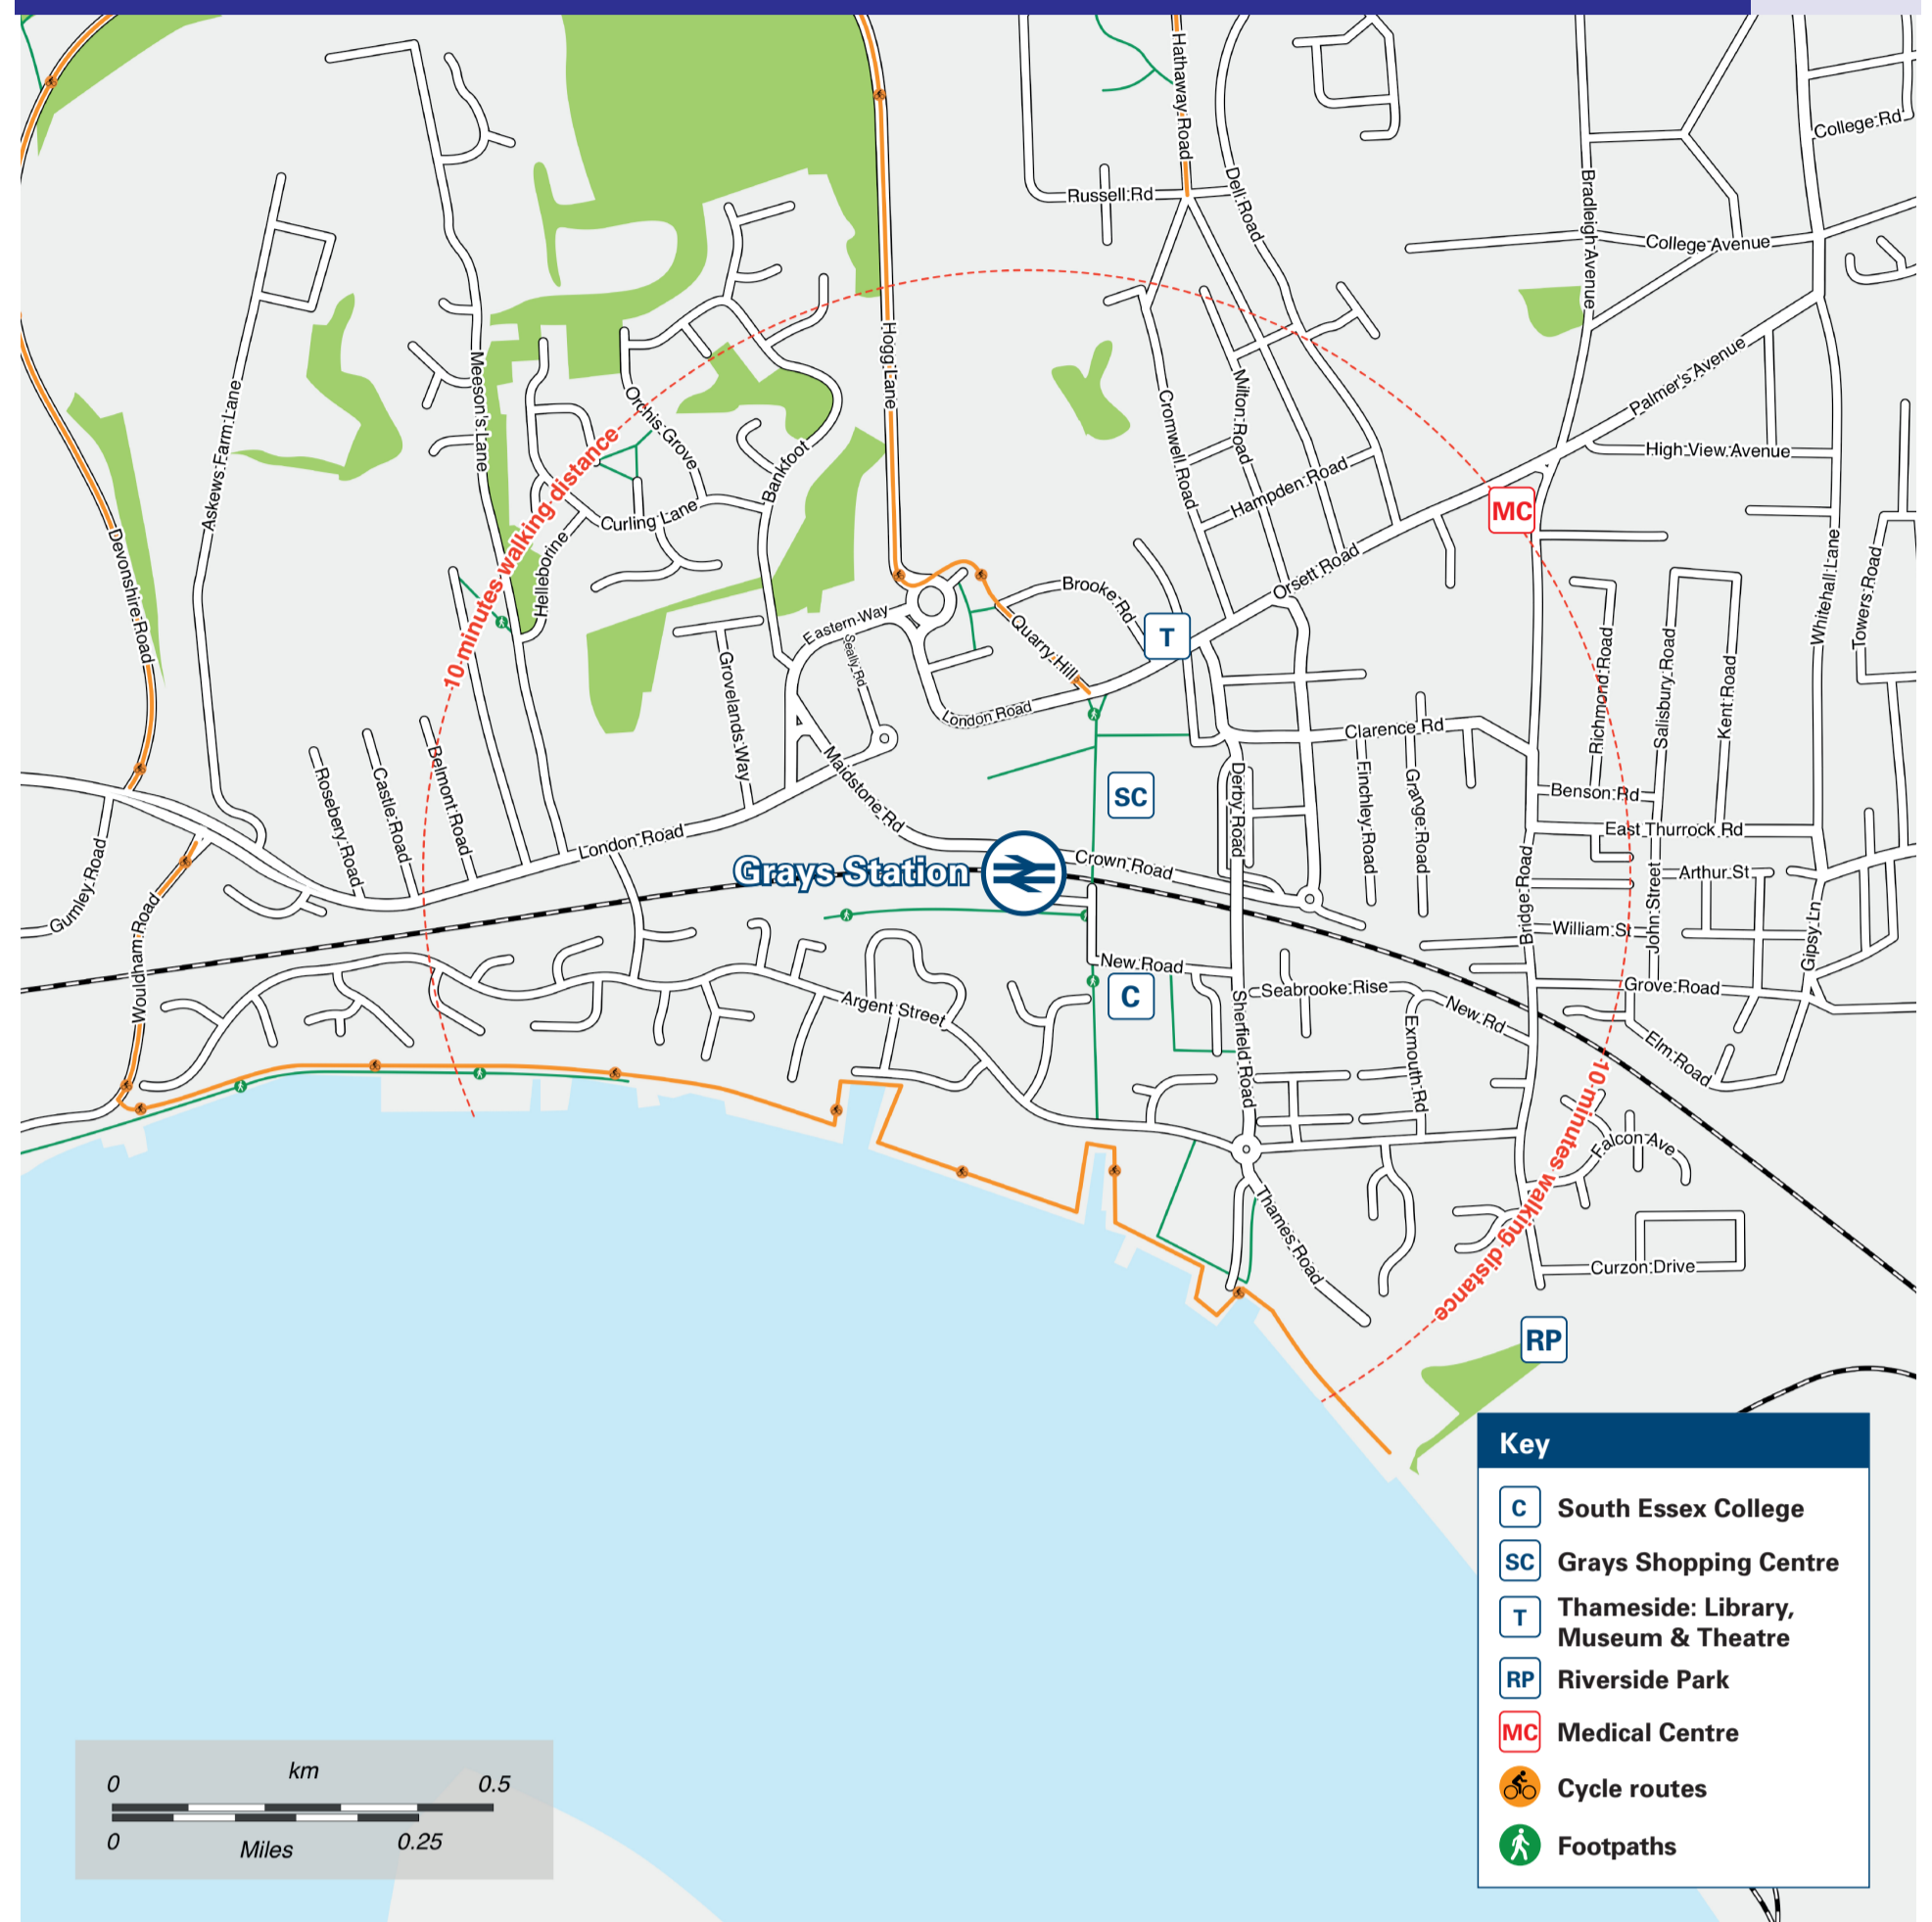 Hathaway Road
College Rd
Russell Rd
Dell Road
Bradleigh Avenue
College Avenue
Hogg Lane
Meeson's Lane
Askews Farm Lane
Orchis Grove
Bankfoot
Curling Lane
Helleborine
10 minutes walking distance
Cromwell Road
Milton Road
Hampden Road
Palmer's Avenue
High View Avenue
MC
Orsett Road
Devonshire Road
Whitehall Lane
Towers Road
Brooke Rd
T
Quarry Hill
Eastern Way
Seally Rd
Grovelands Way
London Road
Richmond Road
Salisbury Road
Kent Road
Clarence Rd
Maidstone Rd
Belmont Road
Castle Road
Rosebery Road
SC
Derby Road
Finchley Road
Grange Road
Benson Rd
East Thurrock Rd
London Road
Grays Station
Crown Road
Arthur St
Gumley Road
Wouldham Road
Bridge Road
John Street
William St
Gipsy Ln
New Road
C
Argent Street
Seabrooke Rise
Sherfield Road
New Rd
Exmouth Rd
Grove Road
Elm Road
10 minutes walking distance
Falcon Ave
Thames Road
Curzon Drive
RP
Key
C South Essex College
SC Grays Shopping Centre
T Thameside: Library,
Museum & Theatre
RP Riverside Park
MC Medical Centre
Cycle routes
Footpaths
km
0 0.5
0 0.25
Miles